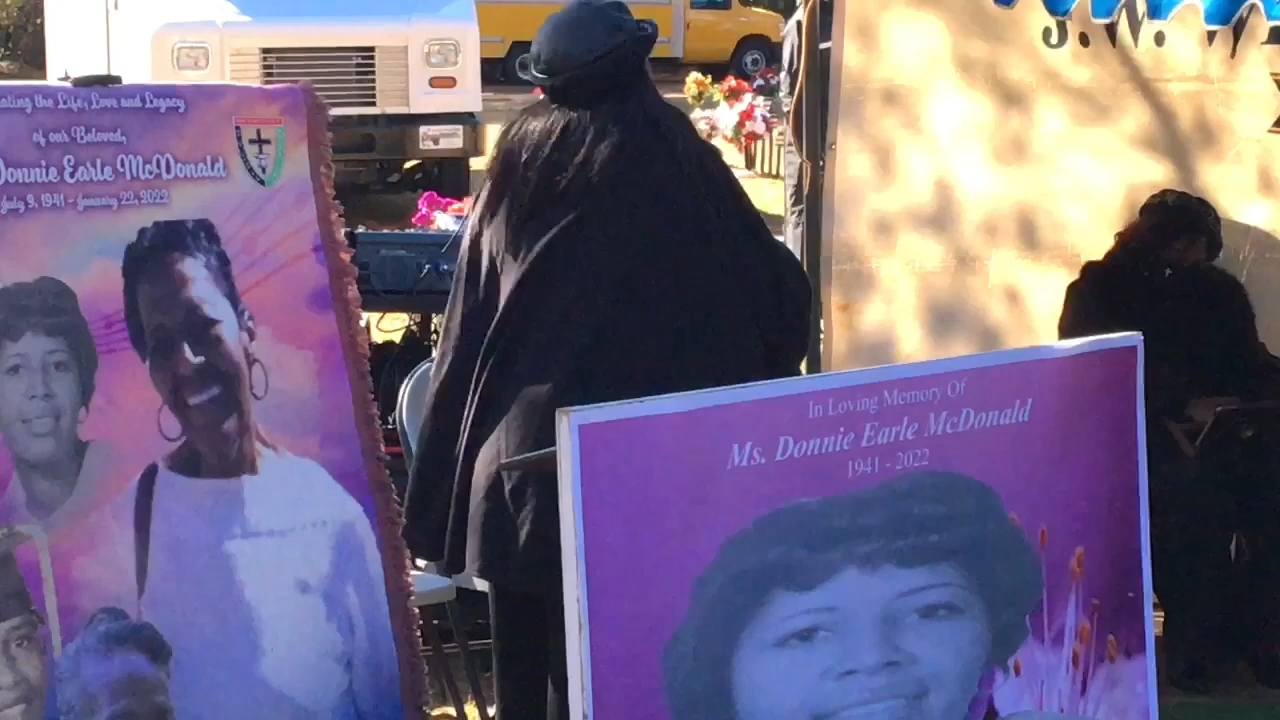 ating the Life, Love and Legacy
of our Beloved,
Donnie Earle McDonald
July 9, 1941 - January 22, 2022
In Loving Memory Of
Ms. Donnie Earle McDonald
1941 - 2022
J.W.